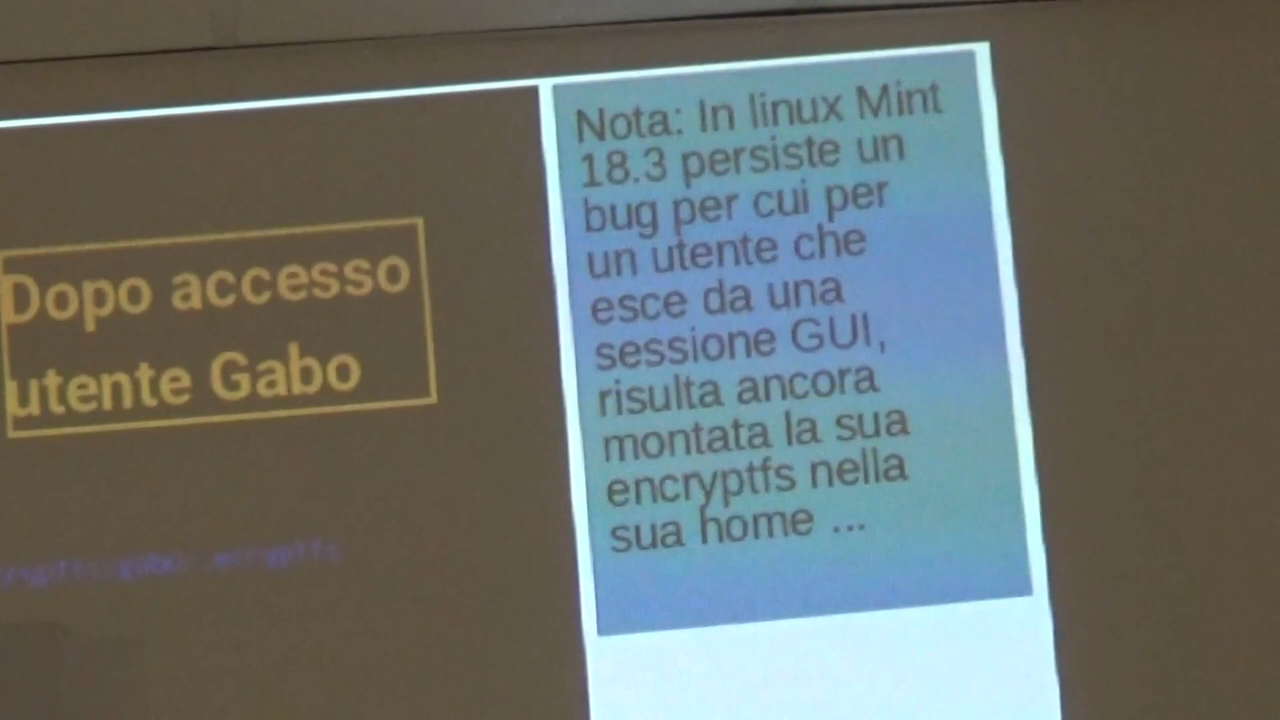 Dopo accesso
utente Gabo
Nota: In linux Mint
18.3 persiste un
bug per cui per
un utente che
esce da una
sessione GUI,
risulta ancora
montata la sua
encryptfs nella
sua home ...